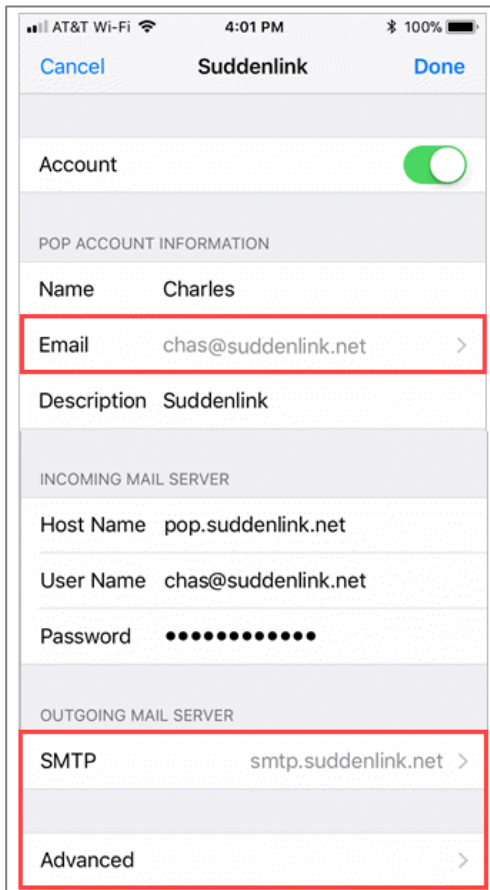 AT&T Wi-Fi 4:01 PM 100%
Cancel Suddenlink Done
Account
POP ACCOUNT INFORMATION
Name Charles
Email chas@suddenlink.net
Description Suddenlink
INCOMING MAIL SERVER
Host Name pop.suddenlink.net
User Name chas@suddenlink.net
Password ••••••••••••
OUTGOING MAIL SERVER
SMTP smtp.suddenlink.net
Advanced